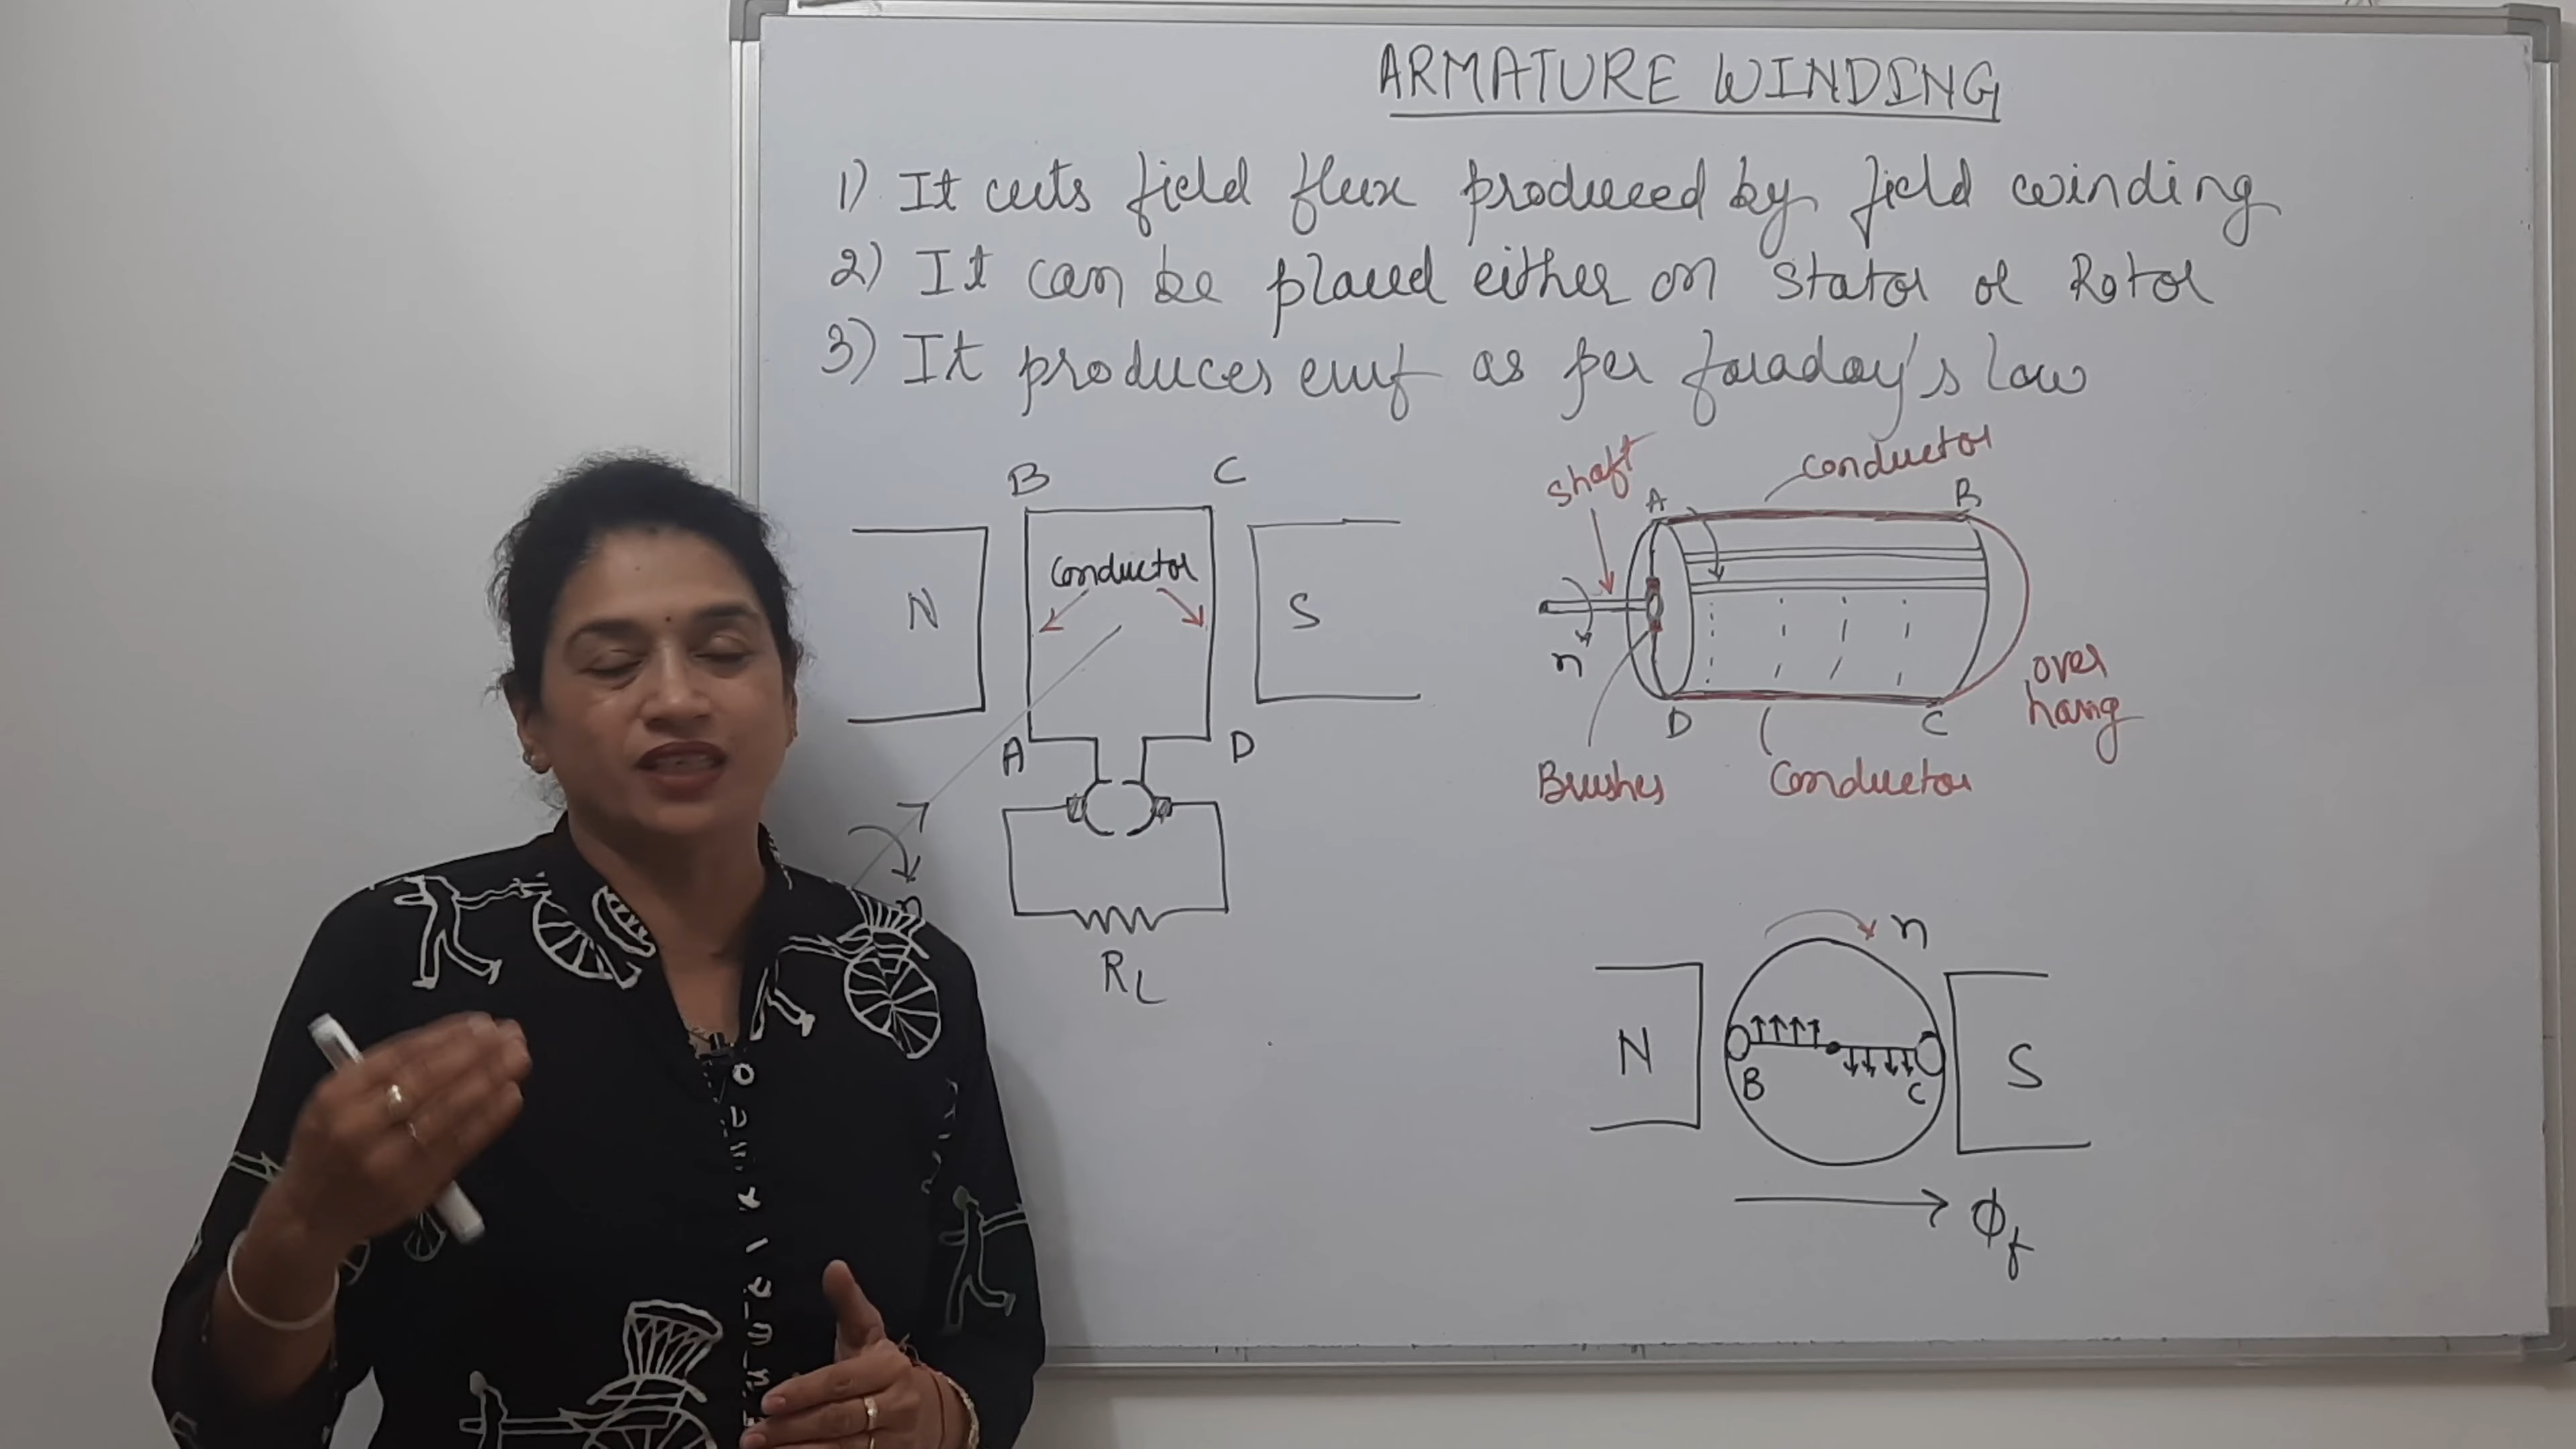 ARMATURE WINDING
1) It cuts field flux produced by field winding
2) It can be placed either on Stator or Rotor
3) It produces emf as per faraday's law
B C
Conductor
N S
A D
n
RL
shaft
conductor
A B
n
over
hang
D C
Brushes
Conductor
n
N S
B C
Φf